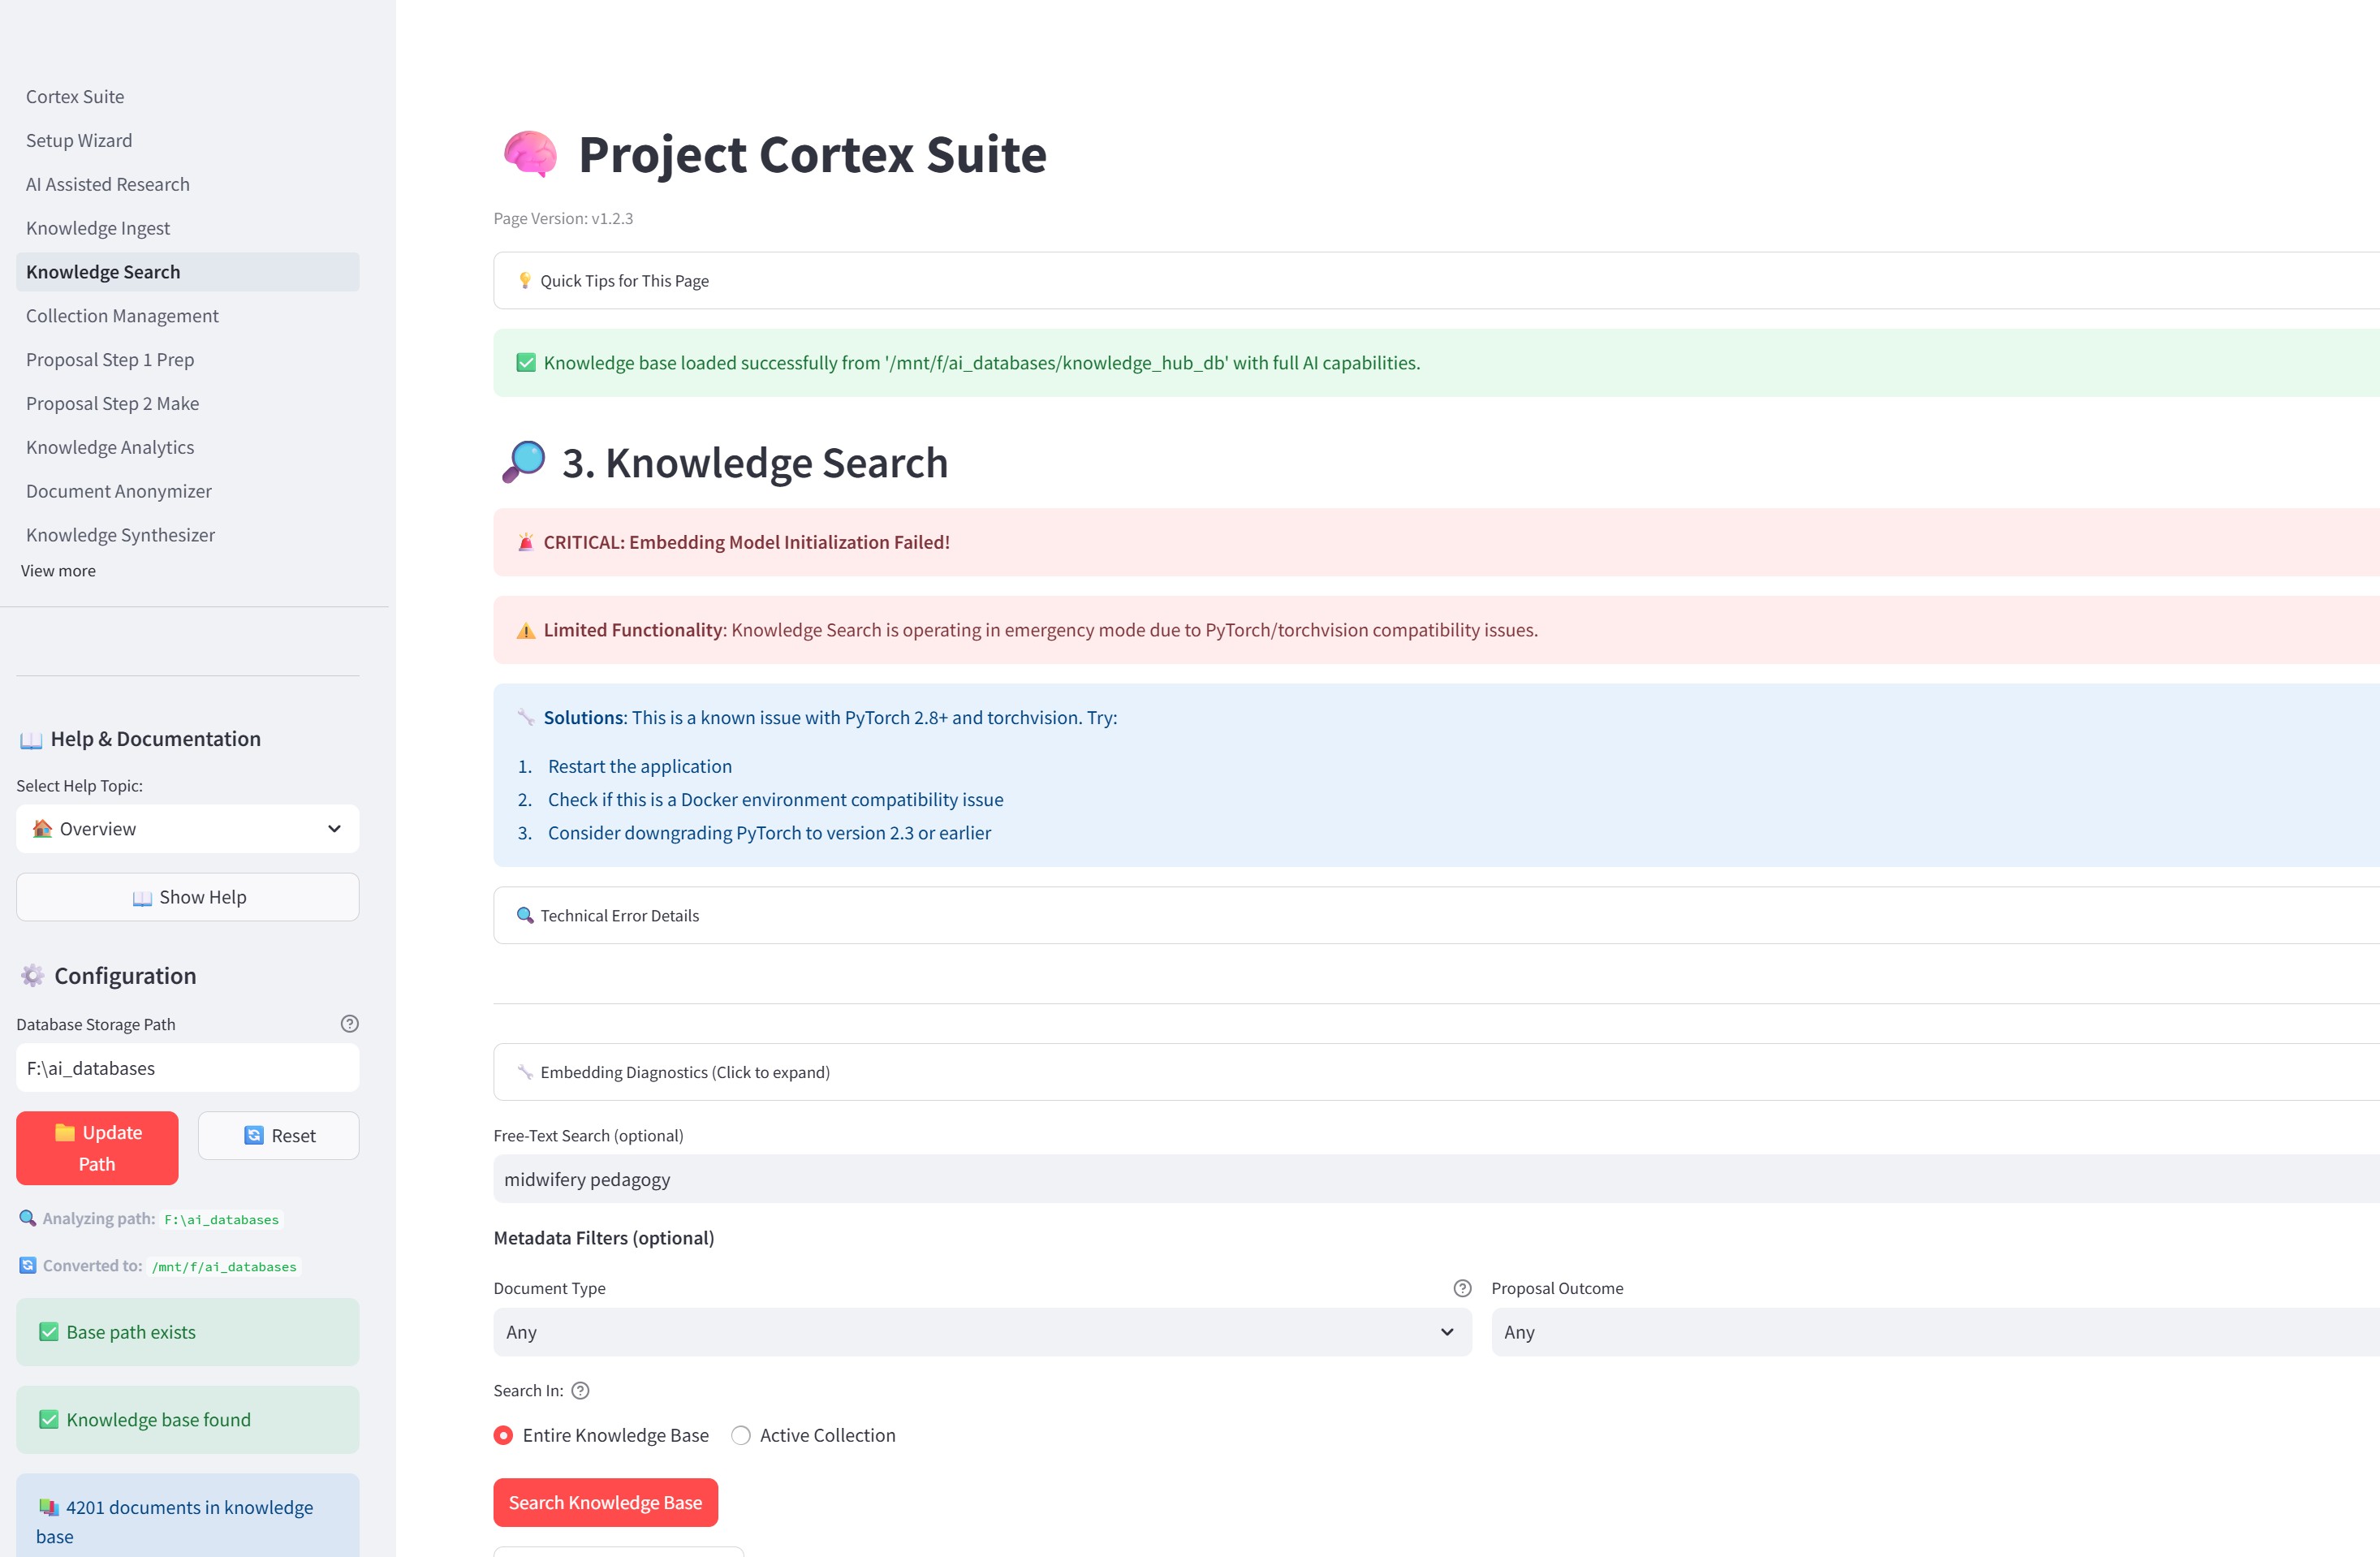 Cortex Suite
Setup Wizard
AI Assisted Research
Knowledge Ingest
Knowledge Search
Collection Management
Proposal Step 1 Prep
Proposal Step 2 Make
Knowledge Analytics
Document Anonymizer
Knowledge Synthesizer
View more
Help & Documentation
Select Help Topic:
Overview
Show Help
Configuration
Database Storage Path
F:\ai_databases
Update
Path
Reset
Analyzing path: F:\ai_databases
Converted to: /mnt/f/ai_databases
Base path exists
Knowledge base found
4201 documents in knowledge
base
Project Cortex Suite
Page Version: v1.2.3
Quick Tips for This Page
Knowledge base loaded successfully from '/mnt/f/ai_databases/knowledge_hub_db' with full AI capabilities.
3. Knowledge Search
CRITICAL: Embedding Model Initialization Failed!
Limited Functionality: Knowledge Search is operating in emergency mode due to PyTorch/torchvision compatibility issues.
Solutions: This is a known issue with PyTorch 2.8+ and torchvision. Try:
1. Restart the application
2. Check if this is a Docker environment compatibility issue
3. Consider downgrading PyTorch to version 2.3 or earlier
Technical Error Details
Embedding Diagnostics (Click to expand)
Free-Text Search (optional)
midwifery pedagogy
Metadata Filters (optional)
Document Type
Proposal Outcome
Any
Any
Search In:
Entire Knowledge Base
Active Collection
Search Knowledge Base